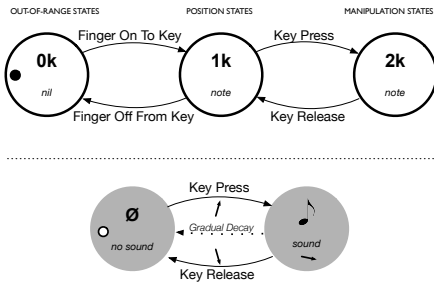 OUT-OF-RANGE STATES
POSITION STATES
MANIPULATION STATES
Finger On To Key
Key Press
0k
1k
2k
nil
note
note
Finger Off From Key
Key Release
Key Press
Ø
Gradual Decay
no sound
sound
Key Release